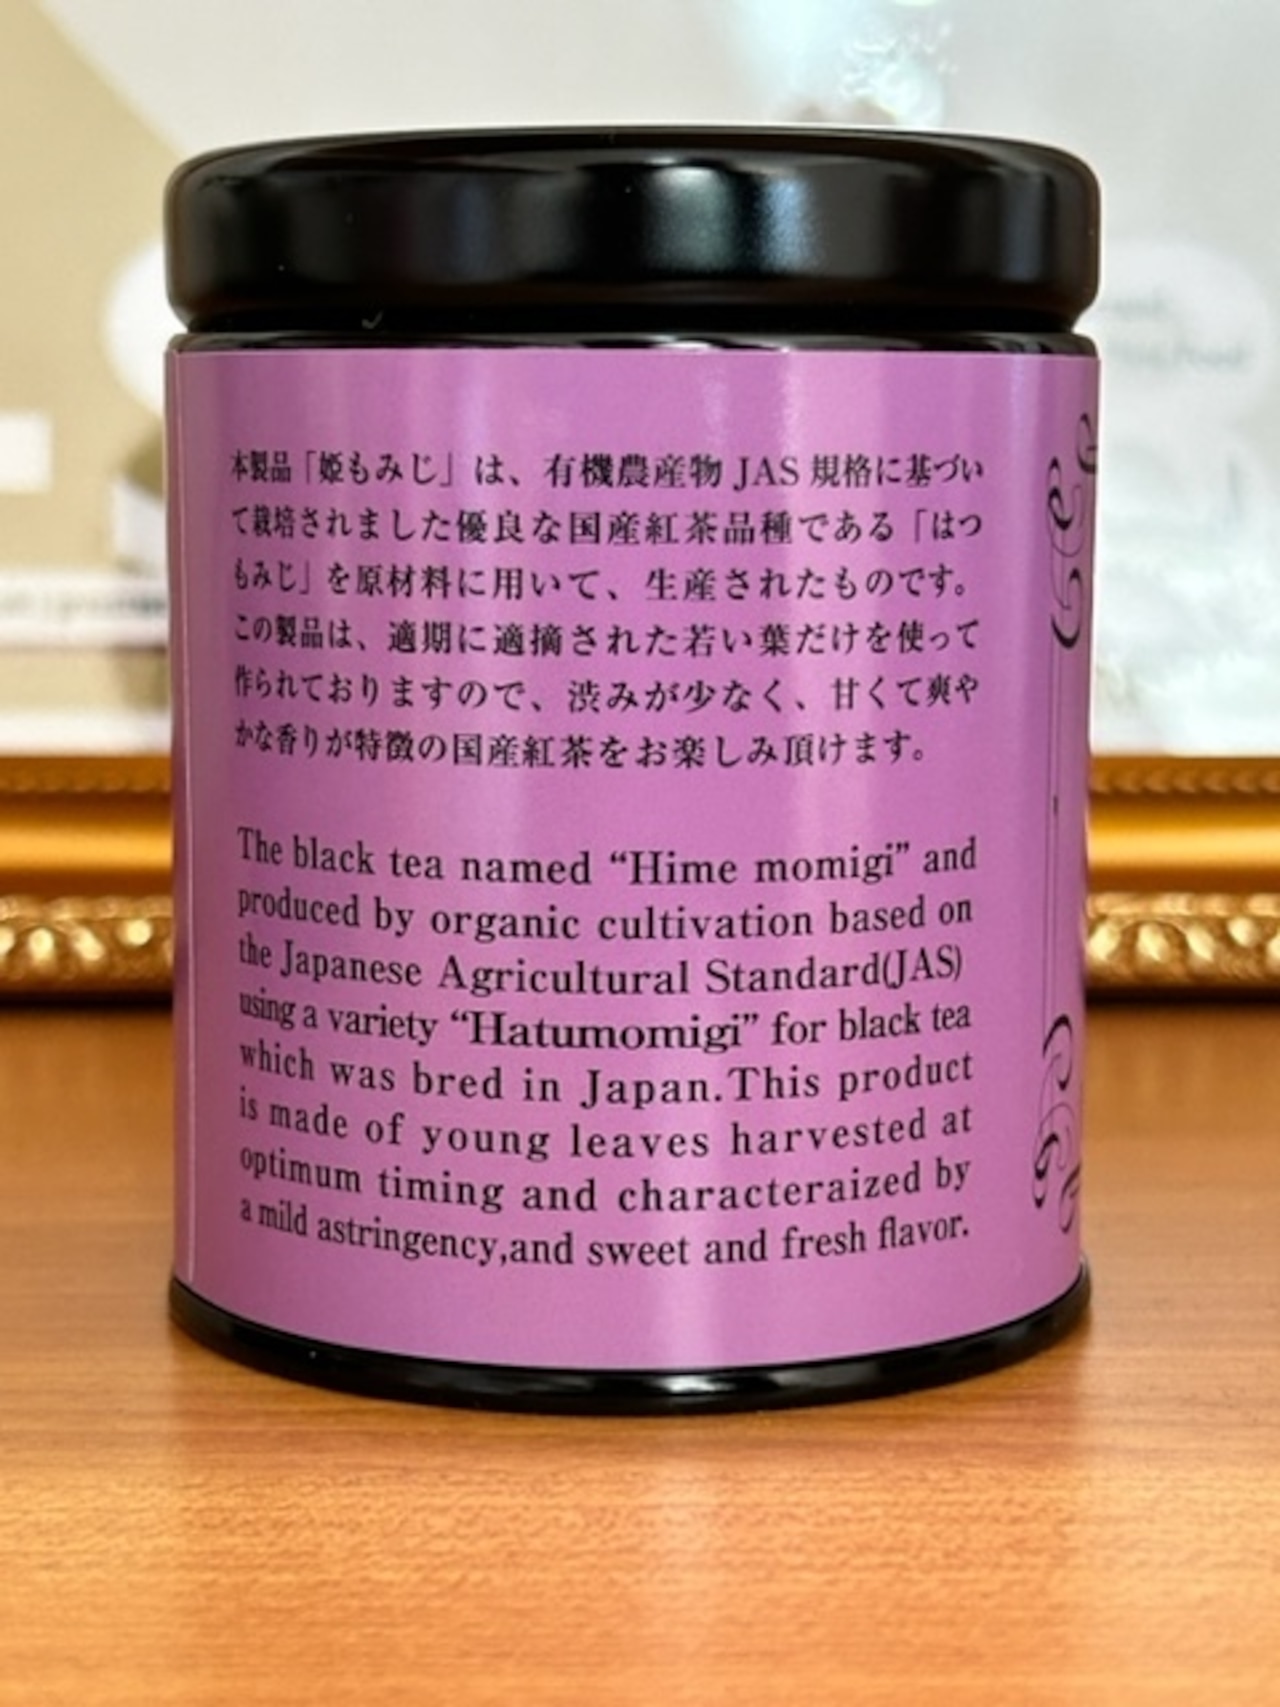 本製品「姫もみじ」は、有機農産物 JAS 規格に基づい
て栽培されました優良な国産紅茶品種である「はつ
もみじ」を原材料に用いて、生産されたものです。
この製品は、適期に適摘された若い葉だけを使って
作られておりますので、渋みが少なく、甘くて爽や
かな香りが特徴の国産紅茶をお楽しみ頂けます。
The black tea named “Hime momigi” and
produced by organic cultivation based on
the Japanese Agricultural Standard(JAS)
using a variety “Hatumomigi” for black tea
which was bred in Japan.This product
is made of young leaves harvested at
optimum timing and characteraized by
a mild astringency,and sweet and fresh flavor.